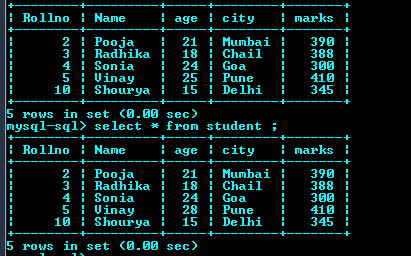 Rollno | Name | age | city | marks
2 | Pooja | 21 | Mumbai | 390
3 | Radhika | 18 | Chail | 388
4 | Sonia | 24 | Goa | 300
5 | Vinay | 25 | Pune | 410
10 | Shourya | 15 | Delhi | 345
5 rows in set (0.00 sec)
mysql-sql> select * from student ;
Rollno | Name | age | city | marks
2 | Pooja | 21 | Mumbai | 390
3 | Radhika | 18 | Chail | 388
4 | Sonia | 24 | Goa | 300
5 | Vinay | 28 | Pune | 410
10 | Shourya | 15 | Delhi | 345
5 rows in set (0.00 sec)